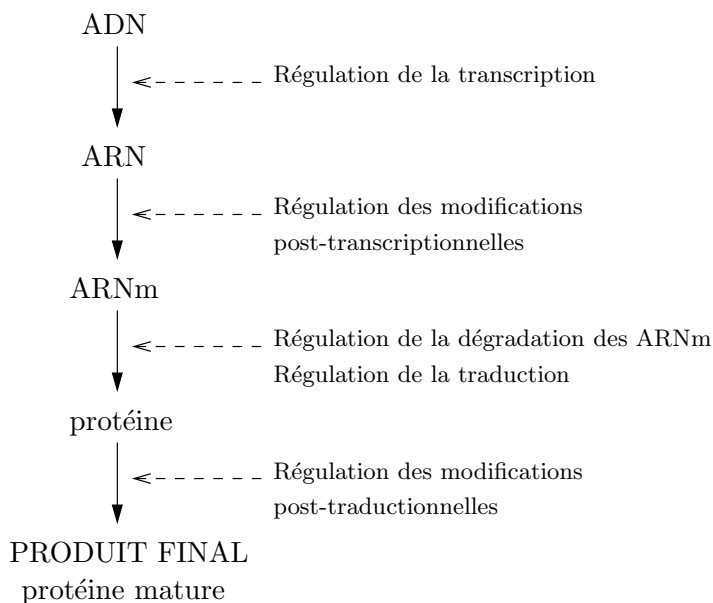 ADN
Régulation de la transcription
ARN
Régulation des modifications
post-transcriptionnelles
ARNm
Régulation de la dégradation des ARNm
Régulation de la traduction
protéine
Régulation des modifications
post-traductionnelles
PRODUIT FINAL
protéine mature